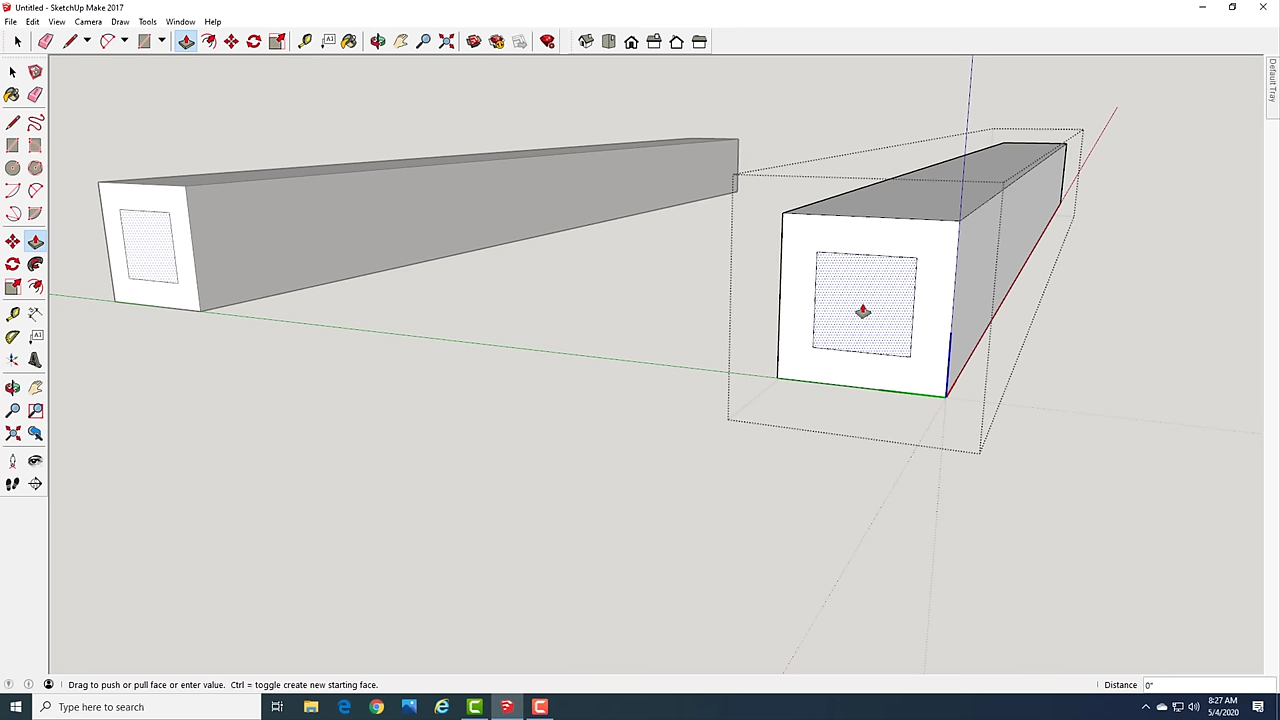 Untitled - SketchUp Make 2017
File Edit View Camera Draw Tools Window Help
Default Tray
Drag to push or pull face or enter value. Ctrl = toggle create new starting face.
Distance 0"
Type here to search
8:27 AM
5/4/2020